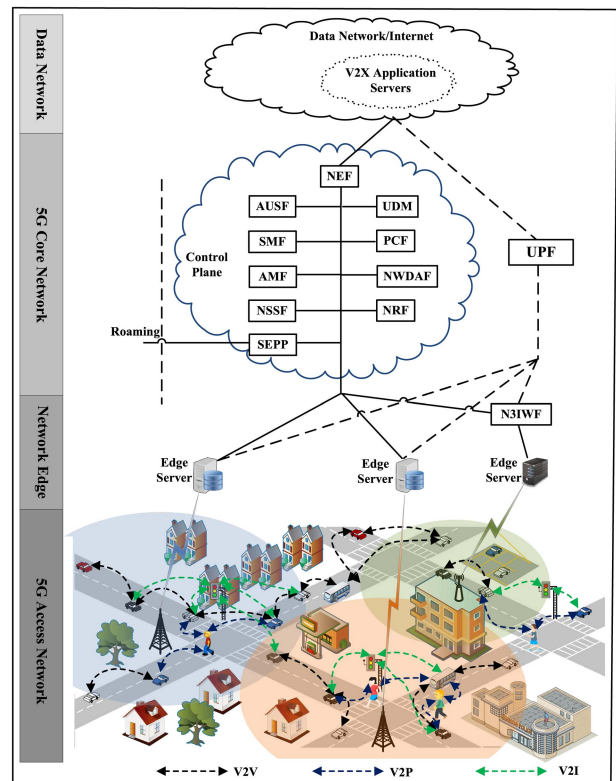 Data Network
Data Network/Internet
V2X Application
Servers
5G Core Network
NEF
AUSF
UDM
SMF
PCF
Control
Plane
UPF
AMF
NWDAF
NSSF
NRF
Roaming
SEPP
Network Edge
N3IWF
Edge
Server
Edge
Server
Edge
Server
5G Access Network
V2V
V2P
V2I